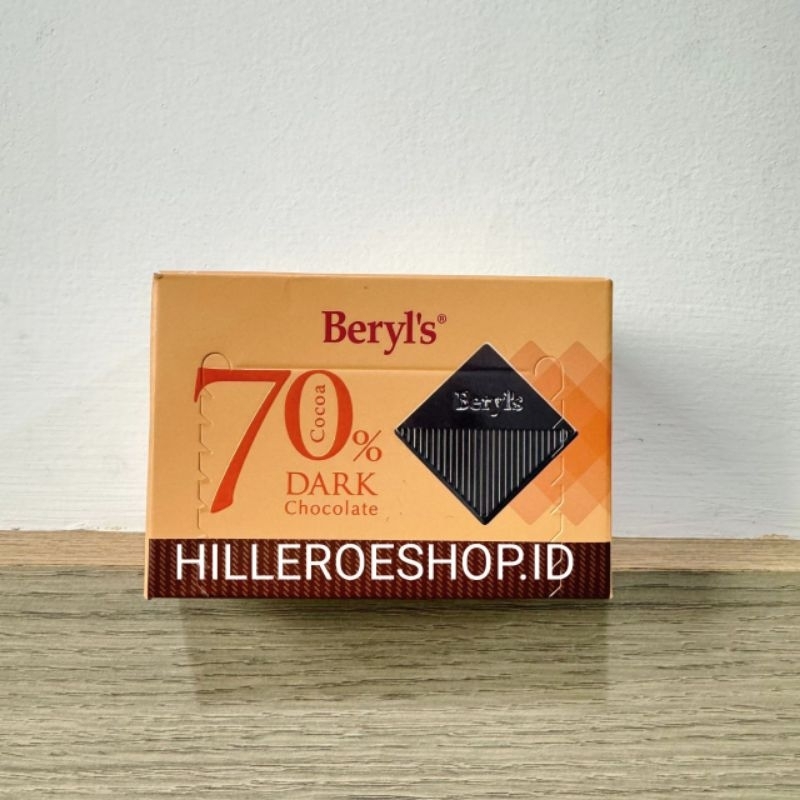 Beryl's®
70%
Cocoa
DARK
Chocolate
Beryl's
HILLEROESHOP.ID